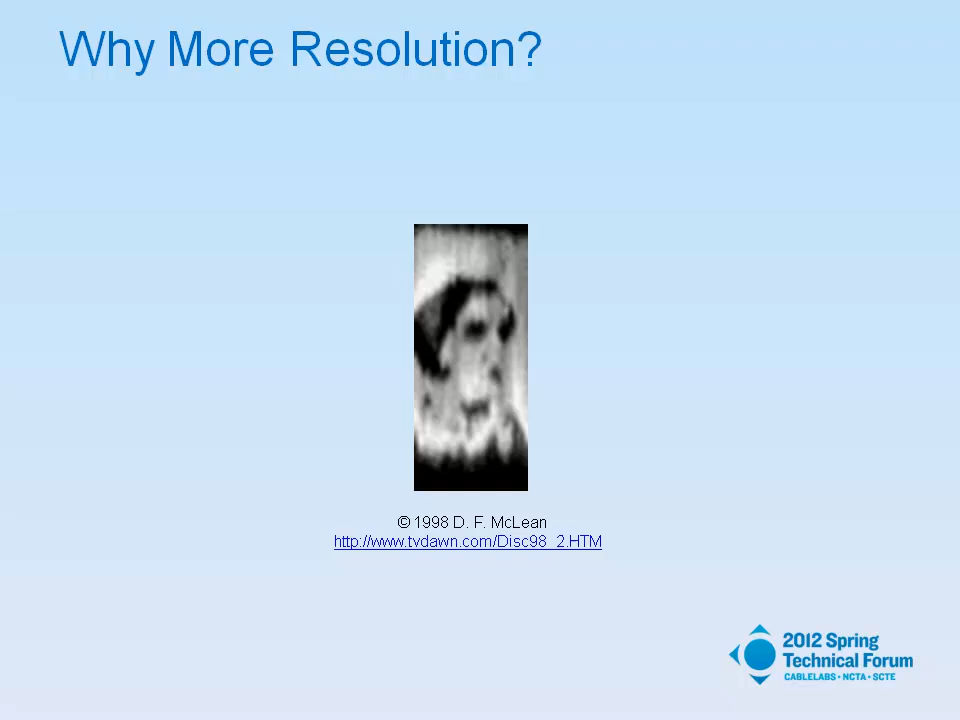 Why More Resolution?
© 1998 D. F. McLean
http://www.tvdawn.com/Disc98_2.HTM
2012 Spring
Technical Forum
CABLELABS • NCTA • SCTE